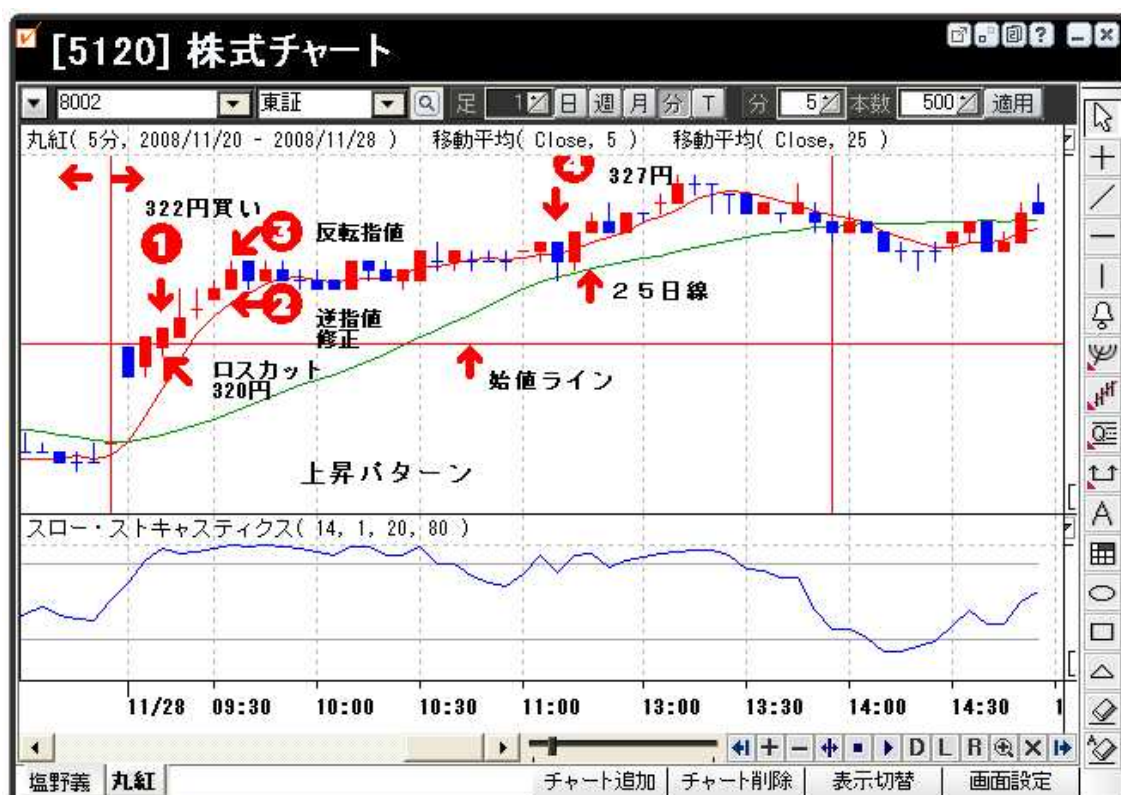 [5120] 株式チャート
8002 東証 足 1 日 週 月 分 T 分 5 本数 500 適用
丸紅( 5分, 2008/11/20 - 2008/11/28 ) 移動平均( Close, 5 ) 移動平均( Close, 25 )
④ 327円
322円買い
① ③ 反転指値
２５日線
② 逆指値
修正
ロスカット
320円
始値ライン
上昇パターン
スロー・ストキャスティクス( 14, 1, 20, 80 )
11/28 09:30 10:00 10:30 11:00 13:00 13:30 14:00 14:30 1
D L R
塩野義 丸紅 チャート追加 チャート削除 表示切替 画面設定